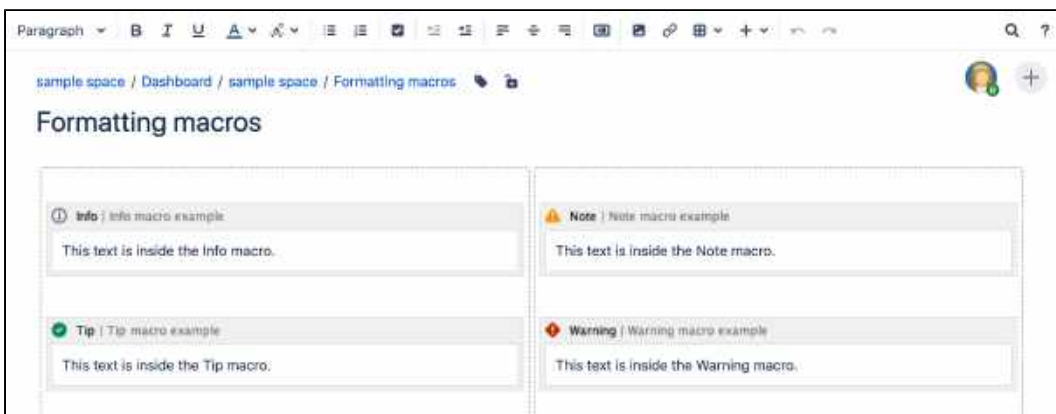 Paragraph B I U A ?
sample space / Dashboard / sample space / Formatting macros
Formatting macros
Info | Info macro example
This text is inside the Info macro.
Note | Note macro example
This text is inside the Note macro.
Tip | Tip macro example
This text is inside the Tip macro.
Warning | Warning macro example
This text is inside the Warning macro.